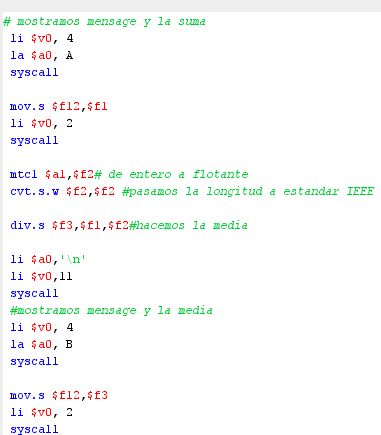 # mostramos mensage y la suma
li $v0, 4
la $a0, A
syscall
mov.s $f12,$f1
li $v0, 2
syscall
mtc1 $a1,$f2# de entero a flotante
cvt.s.w $f2,$f2 #pasamos la longitud a estandar IEEE
div.s $f3,$f1,$f2#hacemos la media
li $a0,'\n'
li $v0,11
syscall
#mostramos mensage y la media
li $v0, 4
la $a0, B
syscall
mov.s $f12,$f3
li $v0, 2
syscall